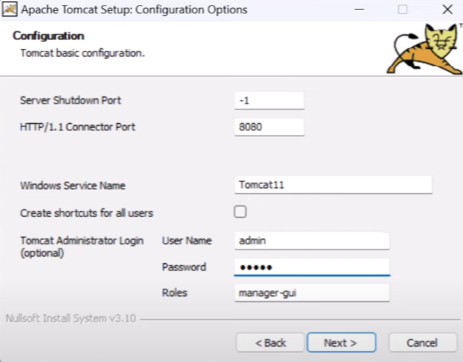 Apache Tomcat Setup: Configuration Options
Configuration
Tomcat basic configuration.
Server Shutdown Port -1
HTTP/1.1 Connector Port 8080
Windows Service Name Tomcat11
Create shortcuts for all users
Tomcat Administrator Login (optional) User Name admin
Password •••••
Roles manager-gui
Nullsoft Install System v3.10
< Back Next > Cancel